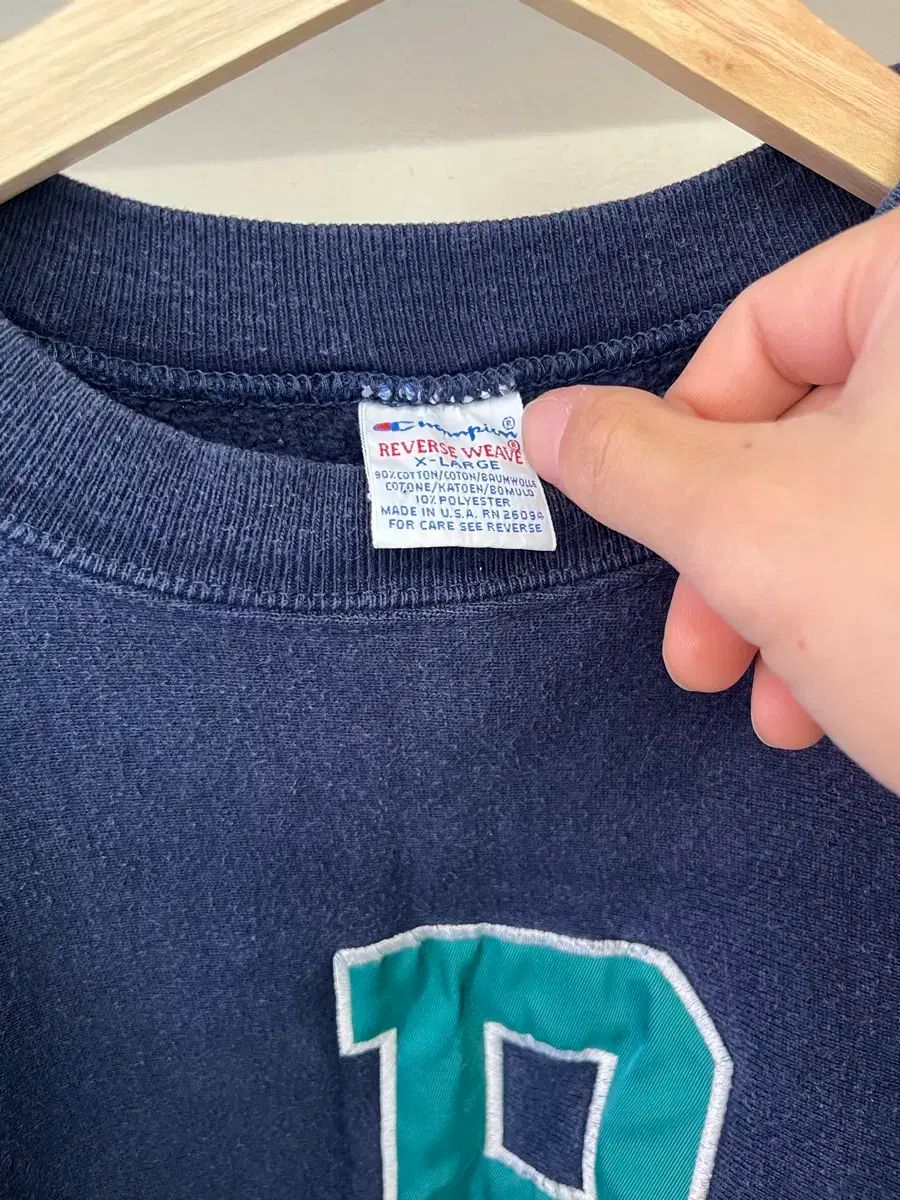 Champion®
REVERSE WEAVE®
X-LARGE
90% COTTON/COTON/BAUMWOLLE
COTONE/KATOEN/BOMULD
10% POLYESTER
MADE IN U.S.A. RN 26094
FOR CARE SEE REVERSE